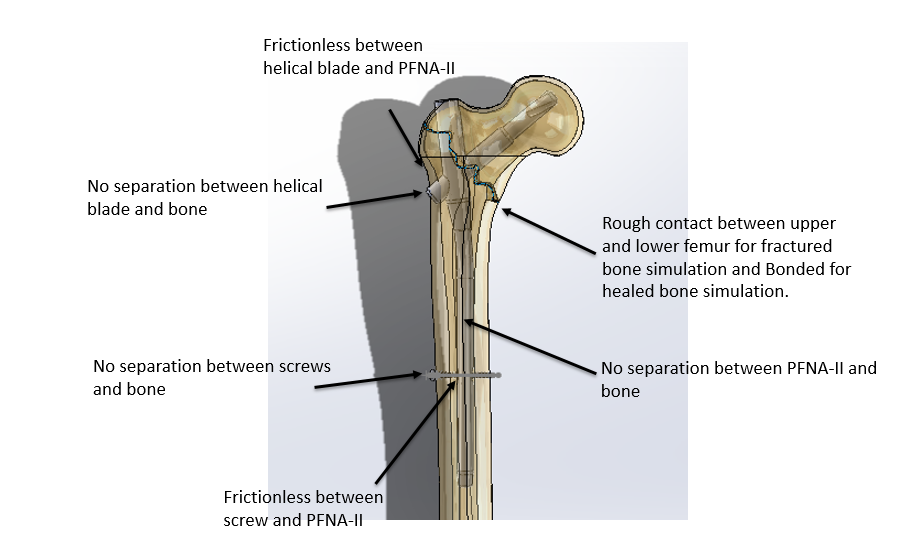 Frictionless between
helical blade and PFNA-II
No separation between helical
blade and bone
Rough contact between upper
and lower femur for fractured
bone simulation and Bonded for
healed bone simulation.
No separation between screws
and bone
No separation between PFNA-II and
bone
Frictionless between
screw and PFNA-II